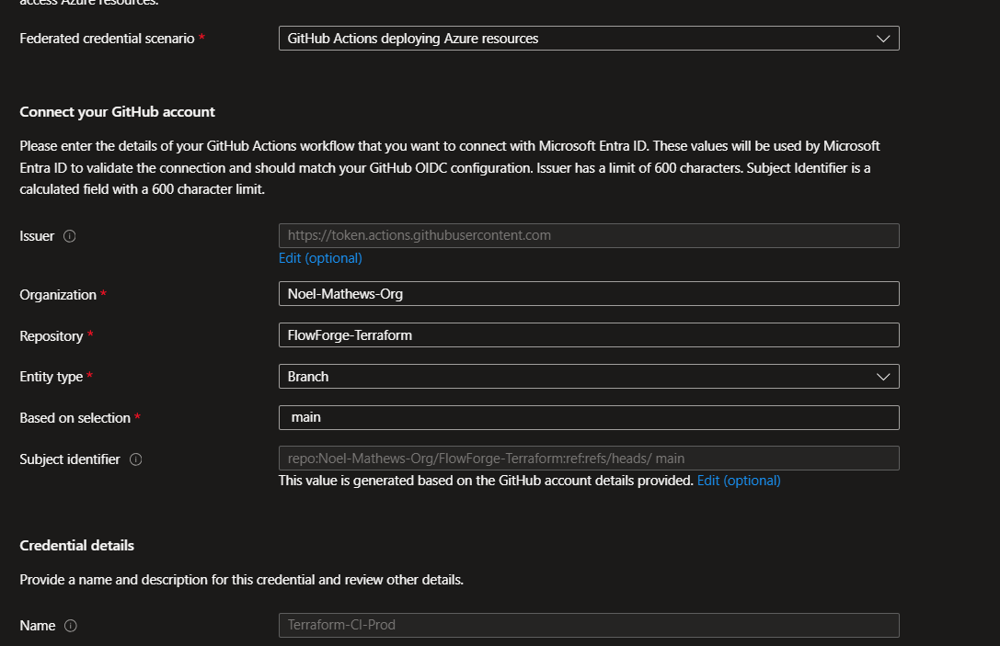 access Azure resources.
Federated credential scenario * GitHub Actions deploying Azure resources
Connect your GitHub account
Please enter the details of your GitHub Actions workflow that you want to connect with Microsoft Entra ID. These values will be used by Microsoft
Entra ID to validate the connection and should match your GitHub OIDC configuration. Issuer has a limit of 600 characters. Subject Identifier is a
calculated field with a 600 character limit.
Issuer https://token.actions.githubusercontent.com
Edit (optional)
Organization * Noel-Mathews-Org
Repository * FlowForge-Terraform
Entity type * Branch
Based on selection * main
Subject identifier repo:Noel-Mathews-Org/FlowForge-Terraform:ref:refs/heads/ main
This value is generated based on the GitHub account details provided. Edit (optional)
Credential details
Provide a name and description for this credential and review other details.
Name Terraform-CI-Prod